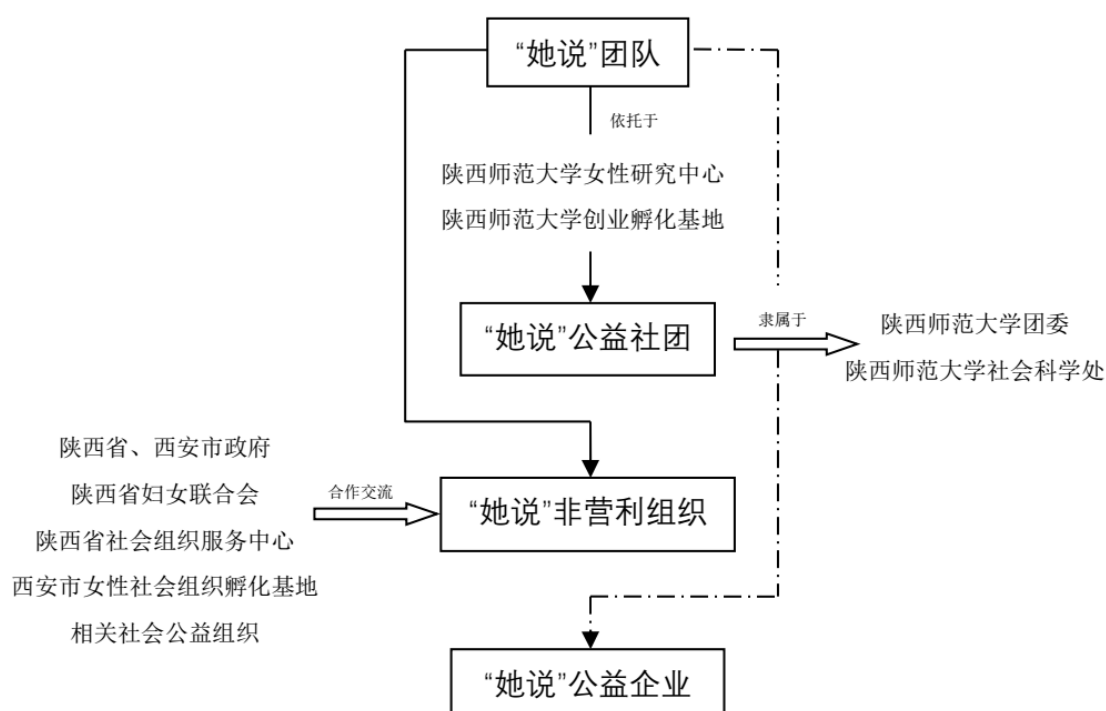 “她说”团队
依托于
陕西师范大学女性研究中心
陕西师范大学创业孵化基地
“她说”公益社团
隶属于
陕西师范大学团委
陕西师范大学社会科学处
陕西省、西安市政府
陕西省妇女联合会
陕西省社会组织服务中心
西安市女性社会组织孵化基地
相关社会公益组织
合作交流
“她说”非营利组织
“她说”公益企业